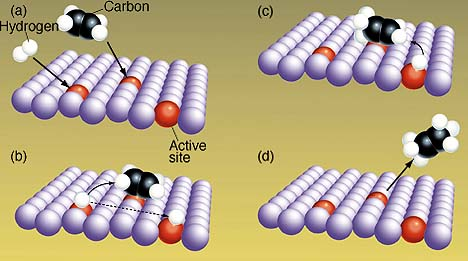 (a)
Carbon
Hydrogen
Active
site
(b)
(c)
(d)